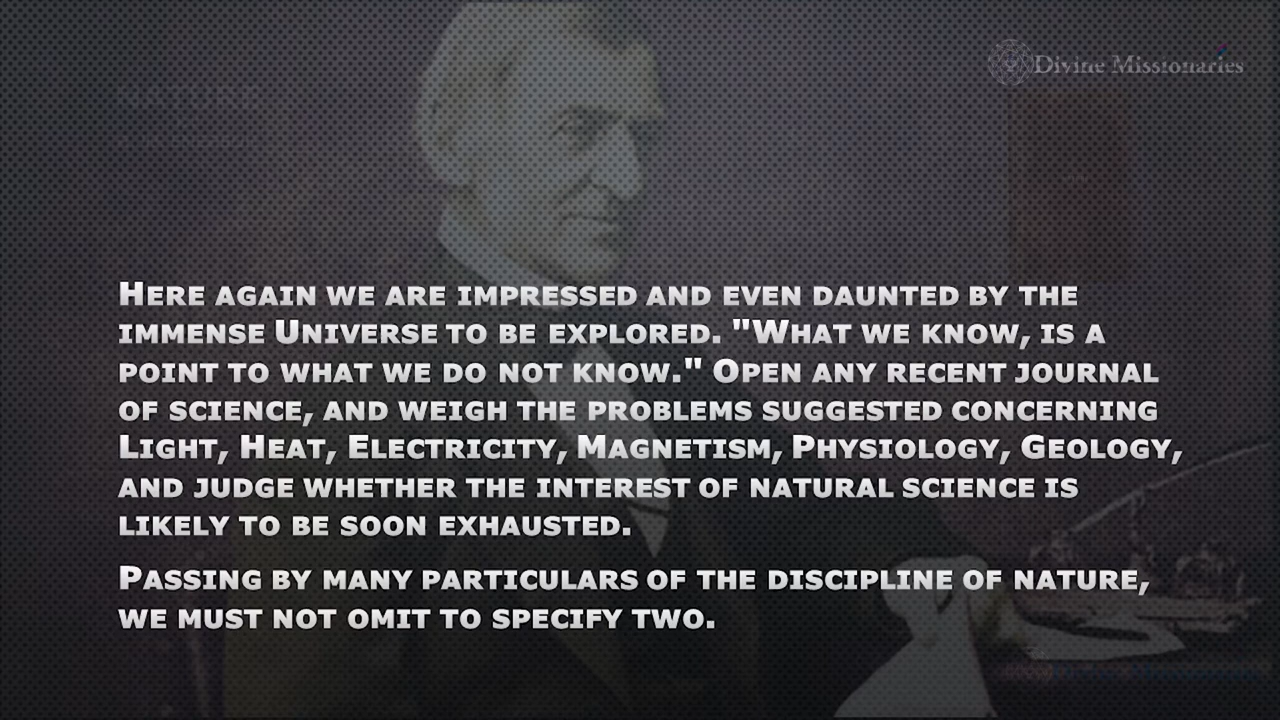 Divine Missionaries
HERE AGAIN WE ARE IMPRESSED AND EVEN DAUNTED BY THE
IMMENSE UNIVERSE TO BE EXPLORED. "WHAT WE KNOW, IS A
POINT TO WHAT WE DO NOT KNOW." OPEN ANY RECENT JOURNAL
OF SCIENCE, AND WEIGH THE PROBLEMS SUGGESTED CONCERNING
LIGHT, HEAT, ELECTRICITY, MAGNETISM, PHYSIOLOGY, GEOLOGY,
AND JUDGE WHETHER THE INTEREST OF NATURAL SCIENCE IS
LIKELY TO BE SOON EXHAUSTED.
PASSING BY MANY PARTICULARS OF THE DISCIPLINE OF NATURE,
WE MUST NOT OMIT TO SPECIFY TWO.